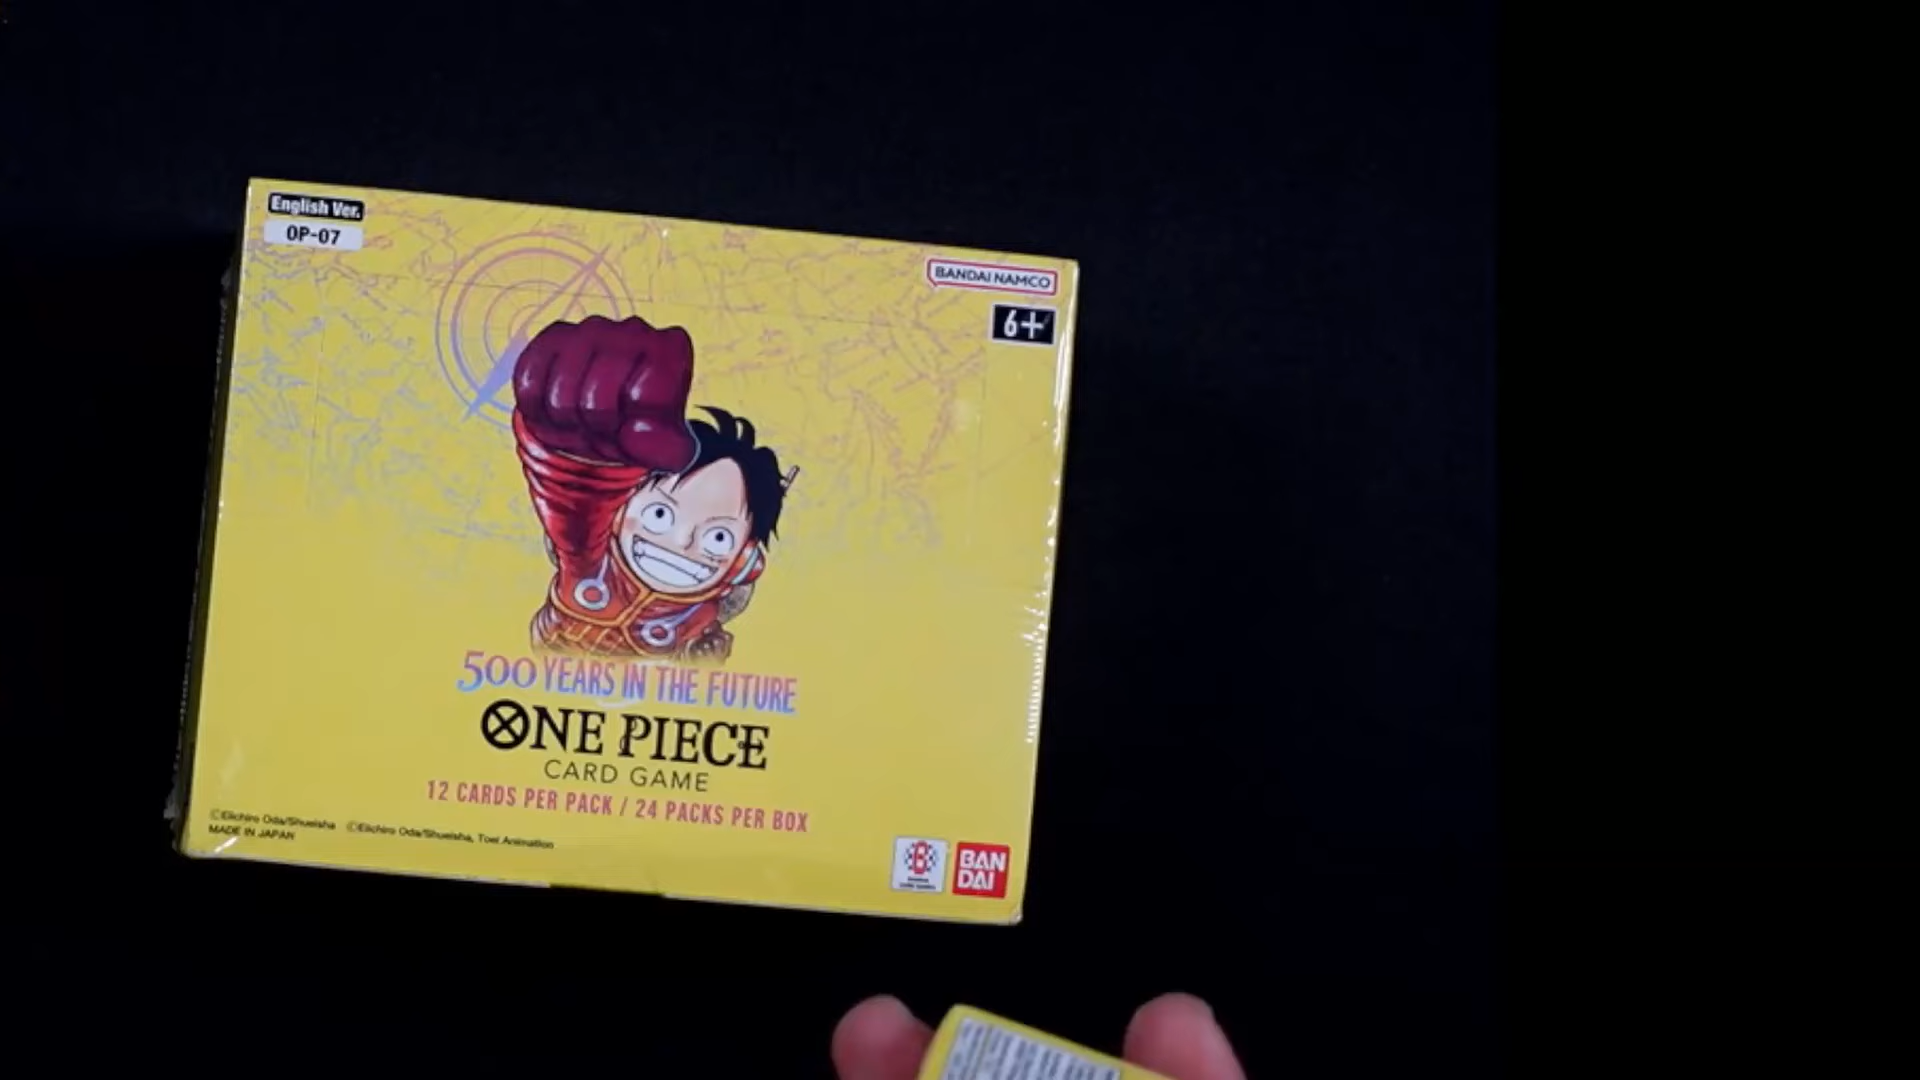 English Ver.
OP-07
BANDAI NAMCO
6+
500 YEARS IN THE FUTURE
ONE PIECE
CARD GAME
12 CARDS PER PACK / 24 PACKS PER BOX
©Eiichiro Oda/Shueisha ©Eiichiro Oda/Shueisha, Toei Animation
MADE IN JAPAN
BAN
DAI